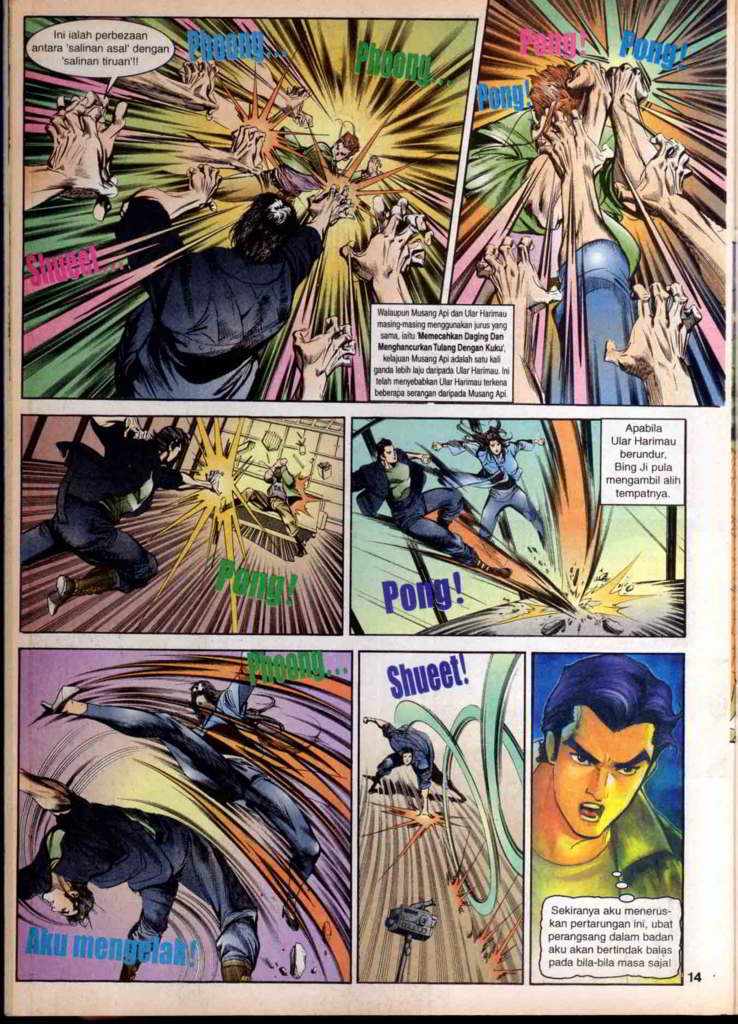 Ini ialah perbezaan
antara 'salinan asal' dengan
'salinan tiruan'!!
Phoong...
Phoong...
Shueet...
Walaupun Musang Api dan Ular Harimau
masing-masing menggunakan jurus yang
sama, iaitu 'Memecahkan Daging Dan
Menghancurkan Tulang Dengan Kuku',
kelajuan Musang Api adalah satu kali
ganda lebih laju daripada Ular Harimau. Ini
telah menyebabkan Ular Harimau terkena
beberapa serangan daripada Musang Api.
Pong!
Pong!
Pong!
Pong!
Apabila
Ular Harimau
berundur,
Bing Ji pula
mengambil alih
tempatnya.
Pong!
Phoong...
Aku mengelak!
Shueet!
Sekiranya aku menerus-
kan pertarungan ini, ubat
perangsang dalam badan
aku akan bertindak balas
pada bila-bila masa saja!
14